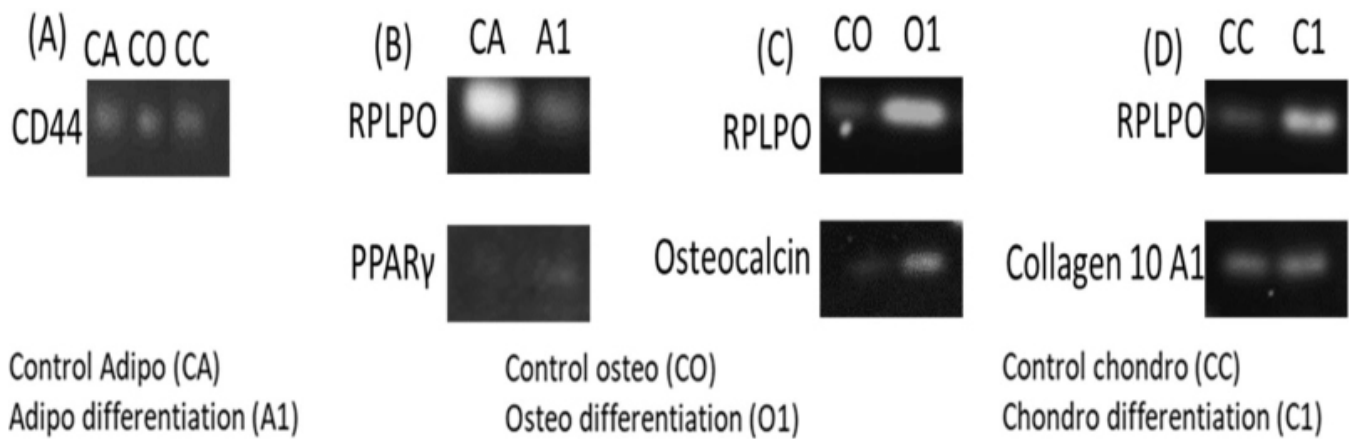 (A)
CA CO CC
CD44
(B)
CA A1
RPLPO
PPARγ
(C)
CO O1
RPLPO
Osteocalcin
(D)
CC C1
RPLPO
Collagen 10 A1
Control Adipo (CA)
Adipo differentiation (A1)
Control osteo (CO)
Osteo differentiation (O1)
Control chondro (CC)
Chondro differentiation (C1)